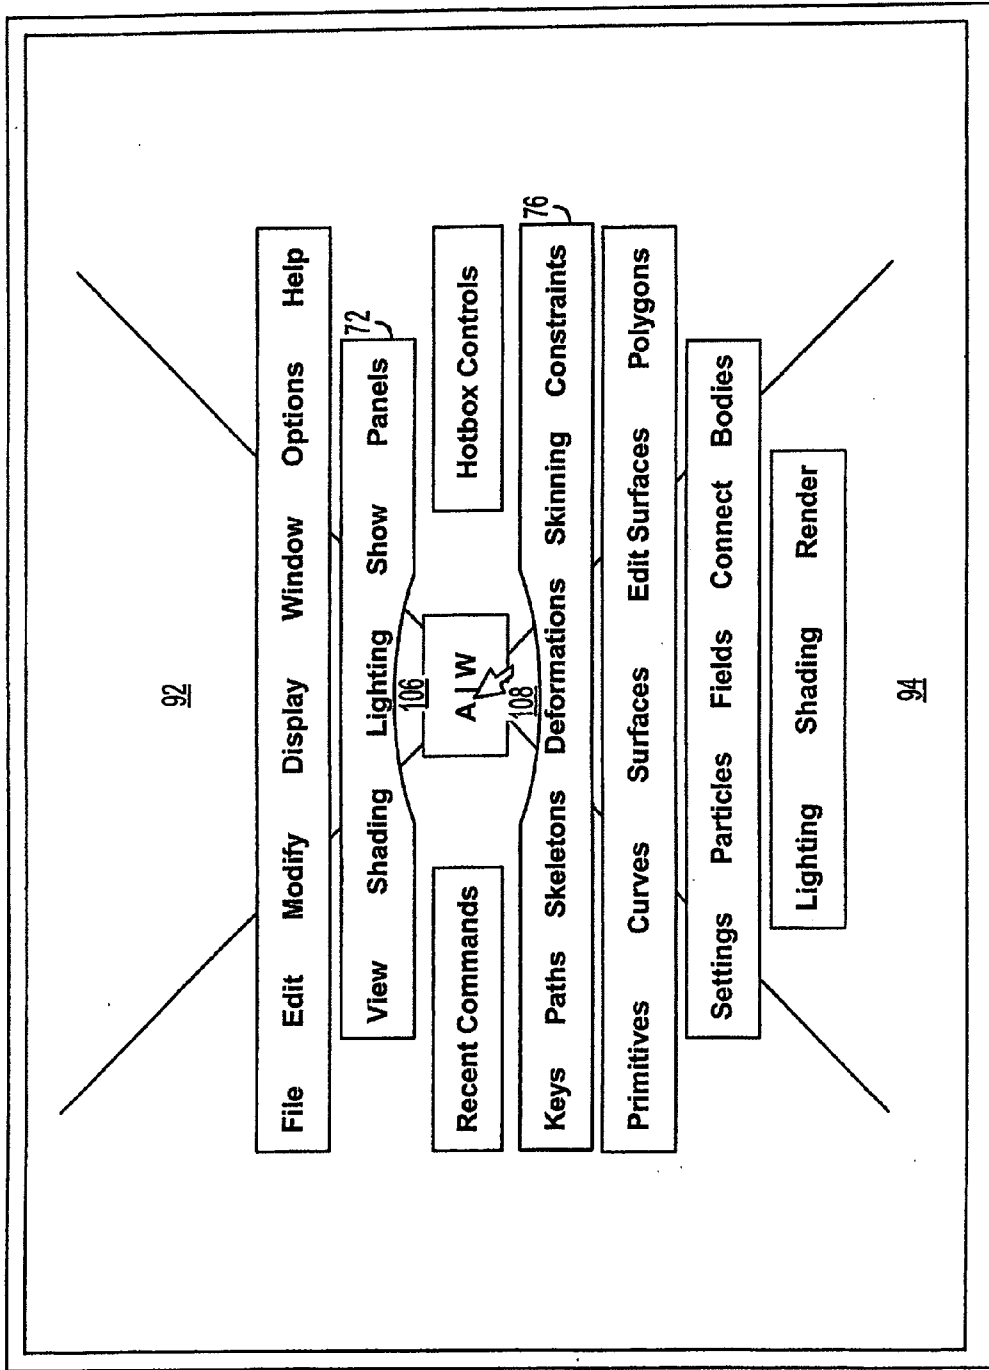 92
File Edit Modify Display Window Options Help
72
View Shading Lighting Show Panels
106
Recent Commands A | W Hotbox Controls
108
76
Keys Paths Skeletons Deformations Skinning Constraints
Primitives Curves Surfaces Edit Surfaces Polygons
Settings Particles Fields Connect Bodies
Lighting Shading Render
94